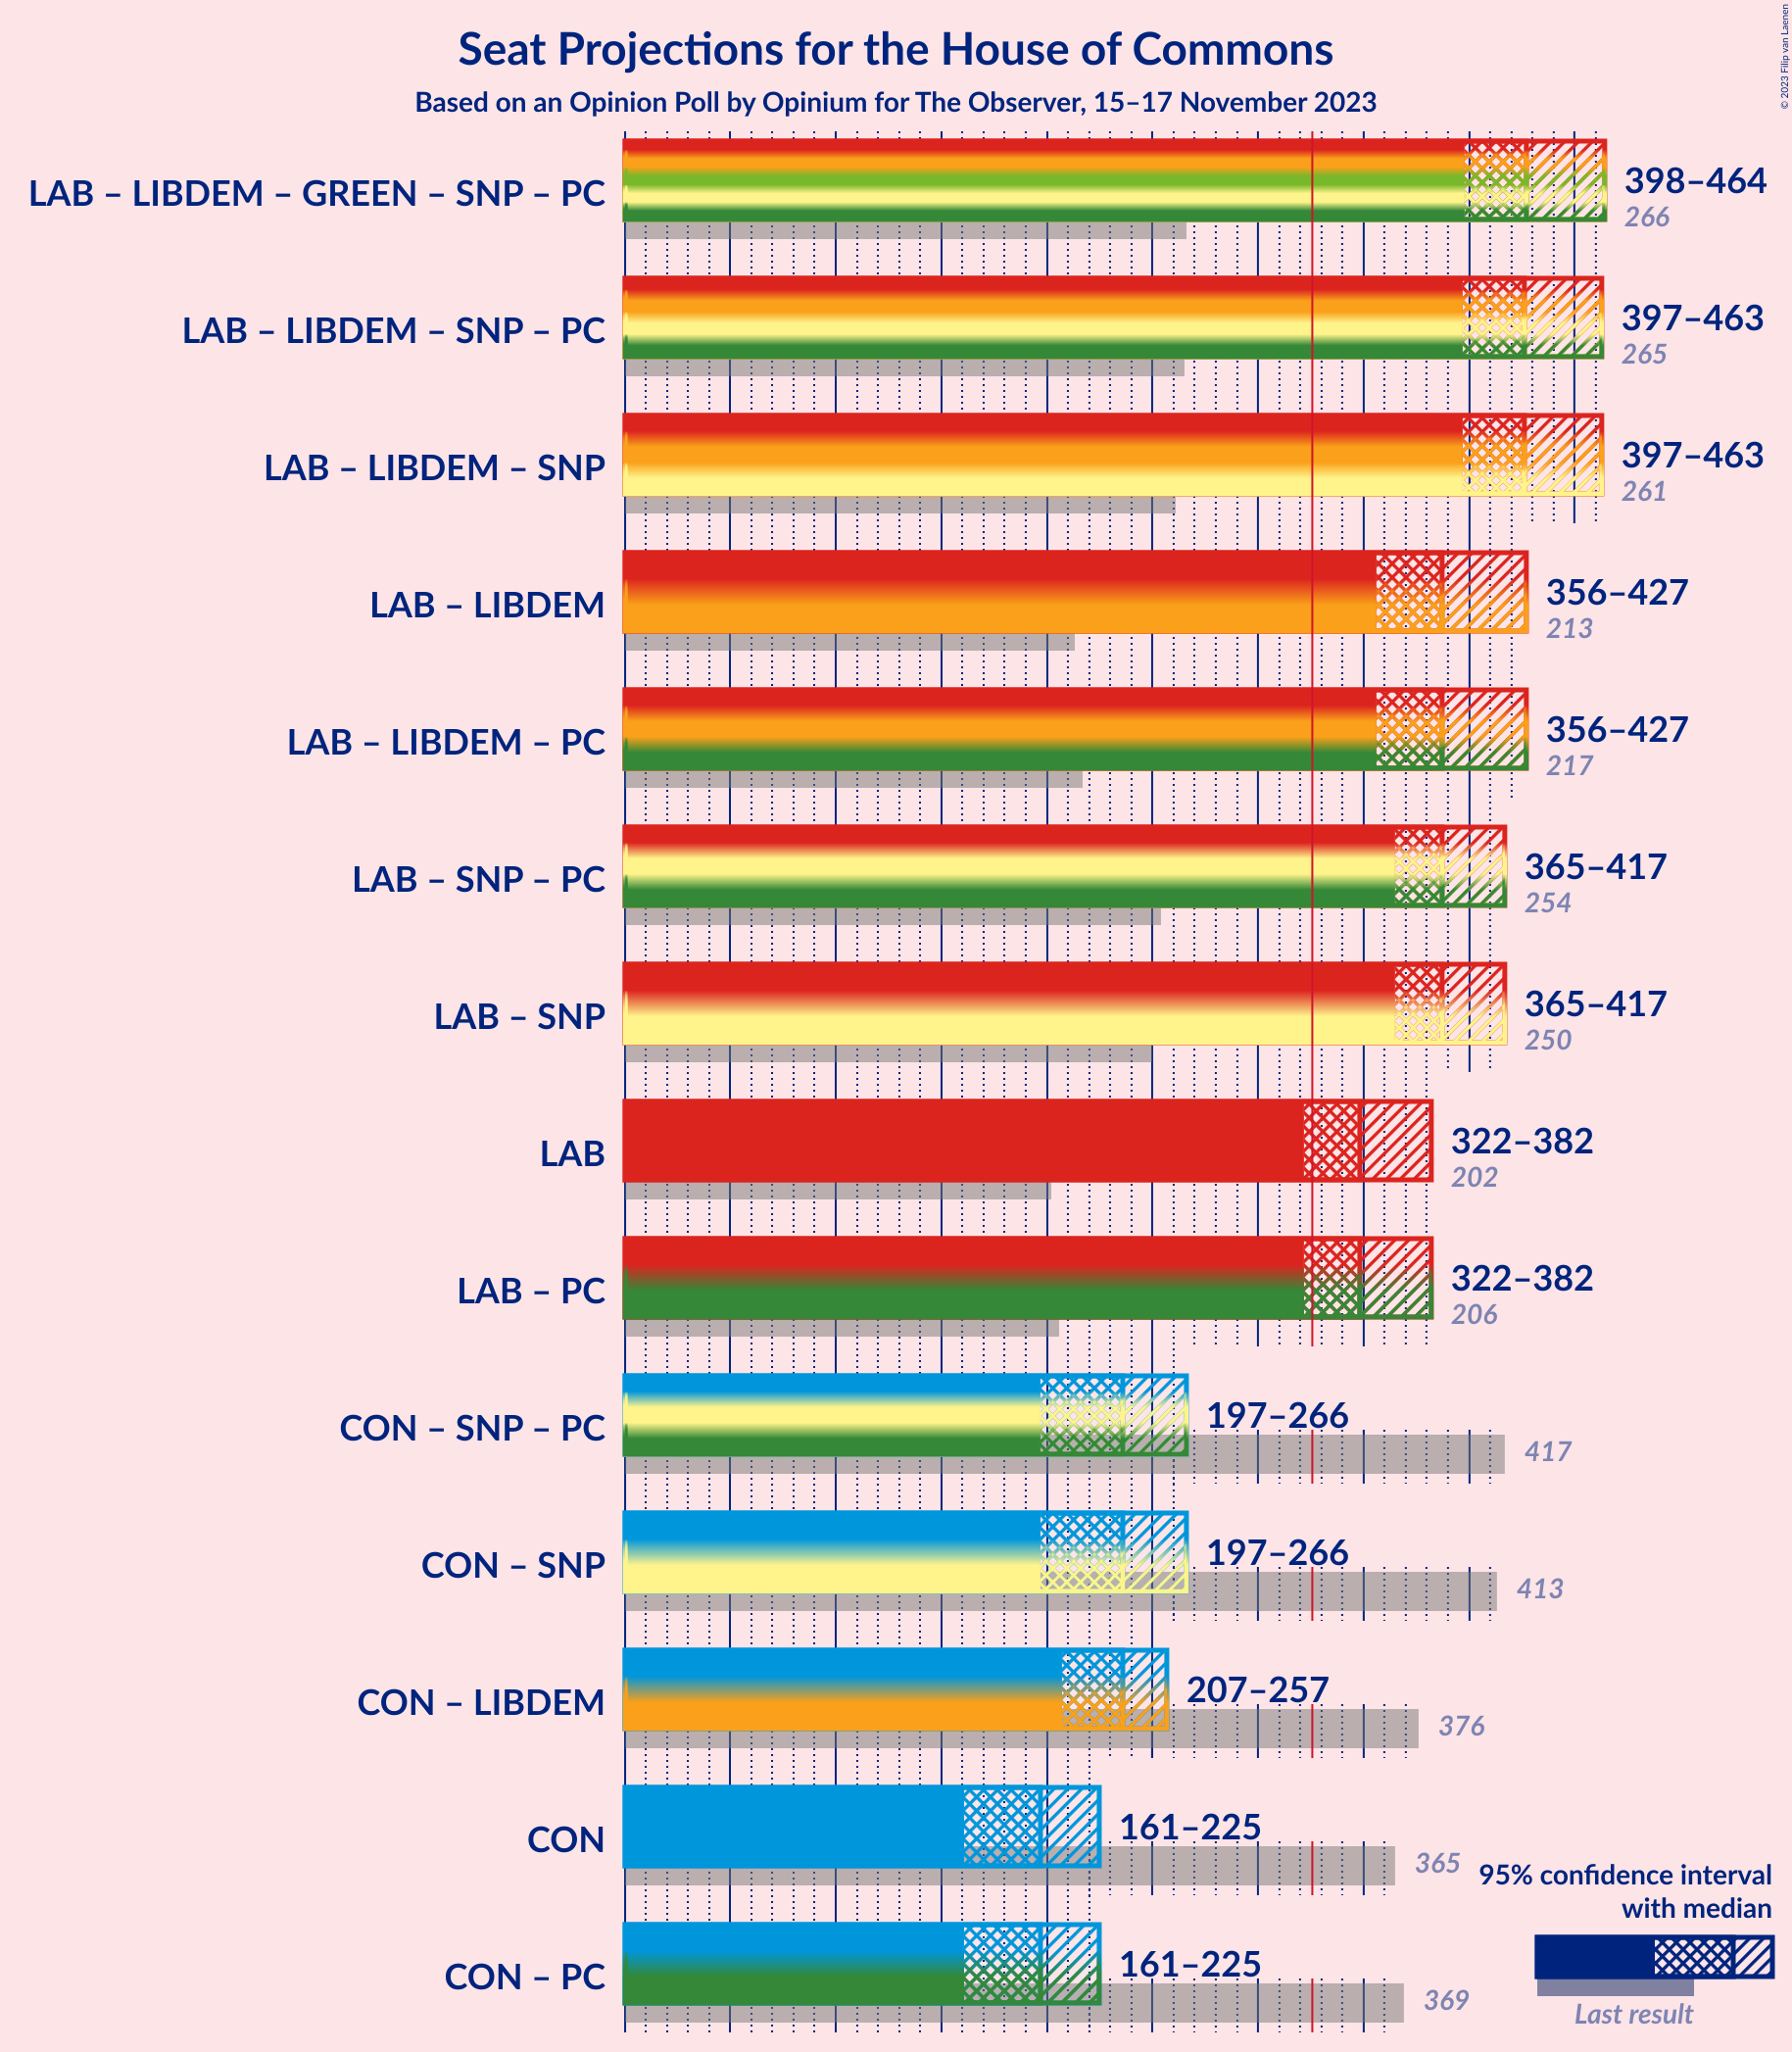 Seat Projections for the House of Commons
Based on an Opinion Poll by Opinium for The Observer, 15–17 November 2023
© 2023 Filip van Laenen
LAB – LIBDEM – GREEN – SNP – PC
398–464
266
LAB – LIBDEM – SNP – PC
397–463
265
LAB – LIBDEM – SNP
397–463
261
LAB – LIBDEM
356–427
213
LAB – LIBDEM – PC
356–427
217
LAB – SNP – PC
365–417
254
LAB – SNP
365–417
250
LAB
322–382
202
LAB – PC
322–382
206
CON – SNP – PC
197–266
417
CON – SNP
197–266
413
CON – LIBDEM
207–257
376
CON
161–225
365
CON – PC
161–225
369
95% confidence interval
with median
Last result